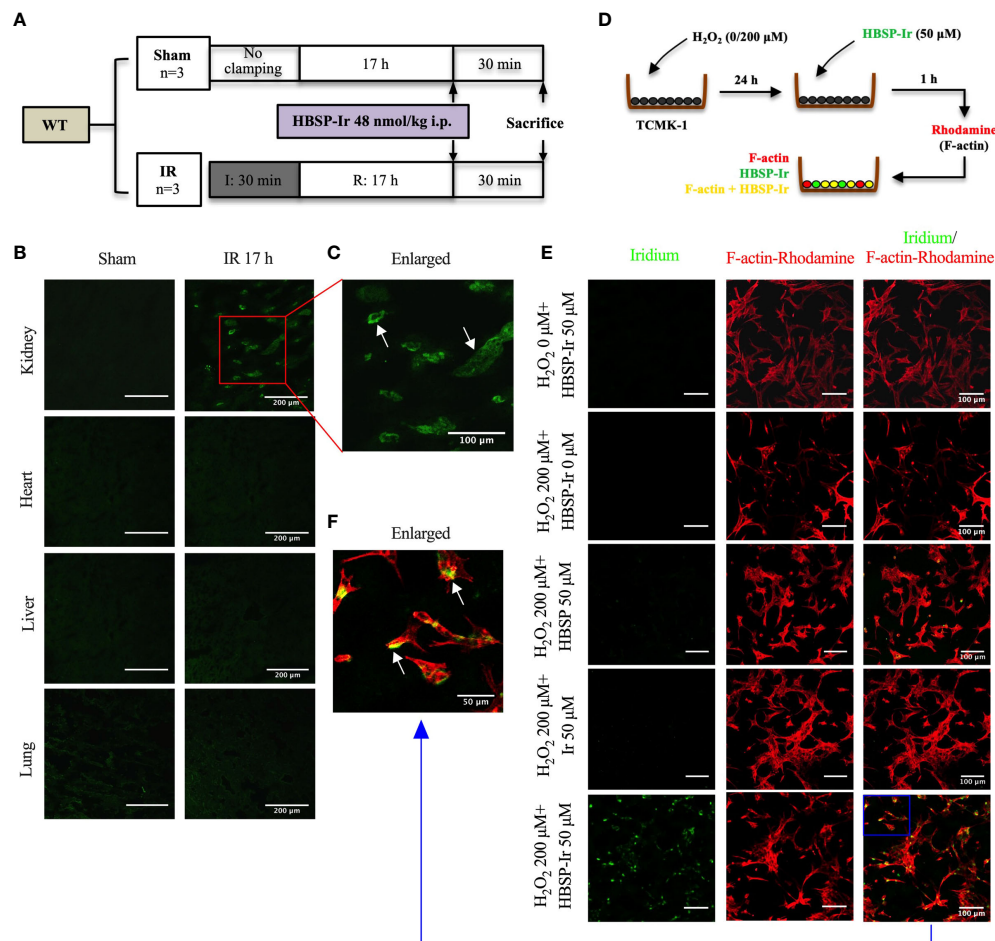 A
WT
Sham
n=3
No
clamping
17 h
30 min
HBSP-Ir 48 nmol/kg i.p.
Sacrifice
IR
n=3
I: 30 min
R: 17 h
30 min
D
H₂O₂ (0/200 µM)
HBSP-Ir (50 µM)
24 h
1 h
TCMK-1
Rhodamine
(F-actin)
F-actin
HBSP-Ir
F-actin + HBSP-Ir
B
Sham
IR 17 h
Kidney
200 µm
Heart
200 µm
Liver
200 µm
Lung
200 µm
C
Enlarged
100 µm
F
Enlarged
50 µm
E
Iridium
F-actin-Rhodamine
Iridium/
F-actin-Rhodamine
H₂O₂ 0 µM+
HBSP-Ir 50 µM
100 µm
H₂O₂ 200 µM+
HBSP-Ir 0 µM
100 µm
H₂O₂ 200 µM+
HBSP 50 µM
100 µm
H₂O₂ 200 µM+
Ir 50 µM
100 µm
H₂O₂ 200 µM+
HBSP-Ir 50 µM
100 µm